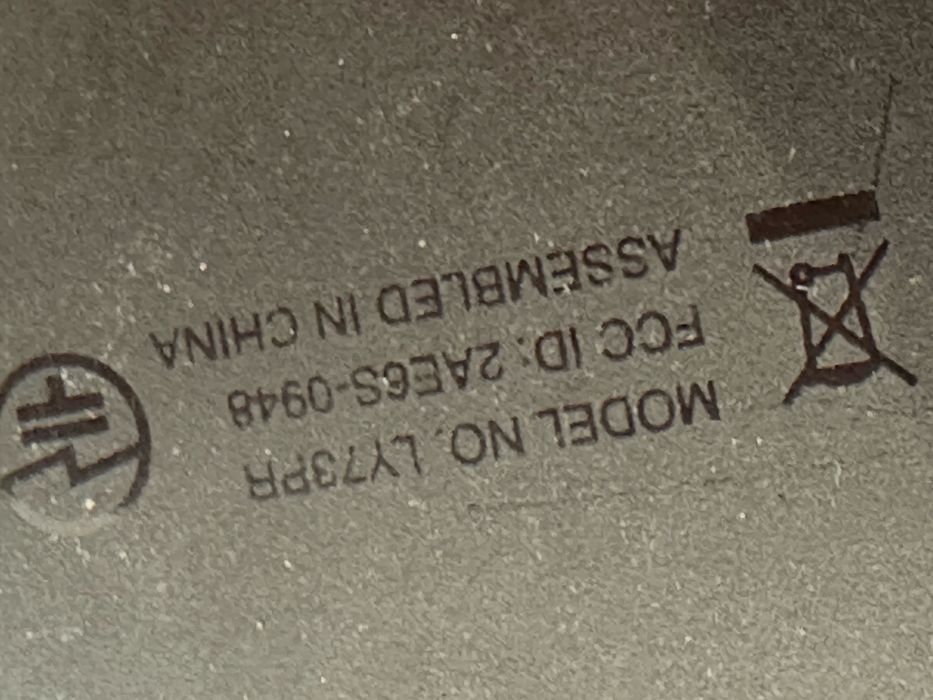 MODEL NO. LY73PR
FCC ID: 2AE6S-0948
ASSEMBLED IN CHINA